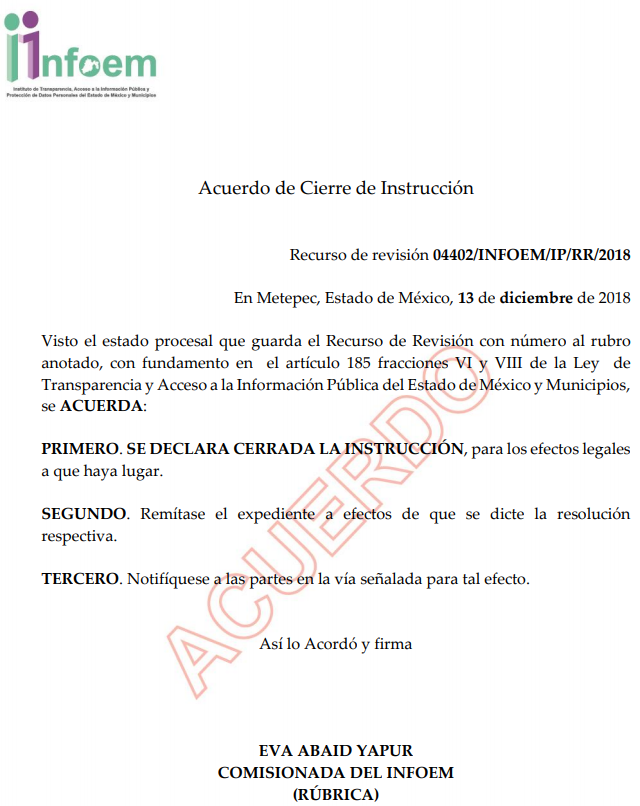 infoem
Instituto de Transparencia, Acceso a la Información Pública y
Protección de Datos Personales del Estado de México y Municipios
Acuerdo de Cierre de Instrucción
Recurso de revisión 04402/INFOEM/IP/RR/2018
En Metepec, Estado de México, 13 de diciembre de 2018
Visto el estado procesal que guarda el Recurso de Revisión con número al rubro
anotado, con fundamento en el artículo 185 fracciones VI y VIII de la Ley de
Transparencia y Acceso a la Información Pública del Estado de México y Municipios,
se ACUERDA:
PRIMERO. SE DECLARA CERRADA LA INSTRUCCIÓN, para los efectos legales
a que haya lugar.
SEGUNDO. Remítase el expediente a efectos de que se dicte la resolución
respectiva.
TERCERO. Notifíquese a las partes en la vía señalada para tal efecto.
ACUERDO
Así lo Acordó y firma
EVA ABAID YAPUR
COMISIONADA DEL INFOEM
(RÚBRICA)